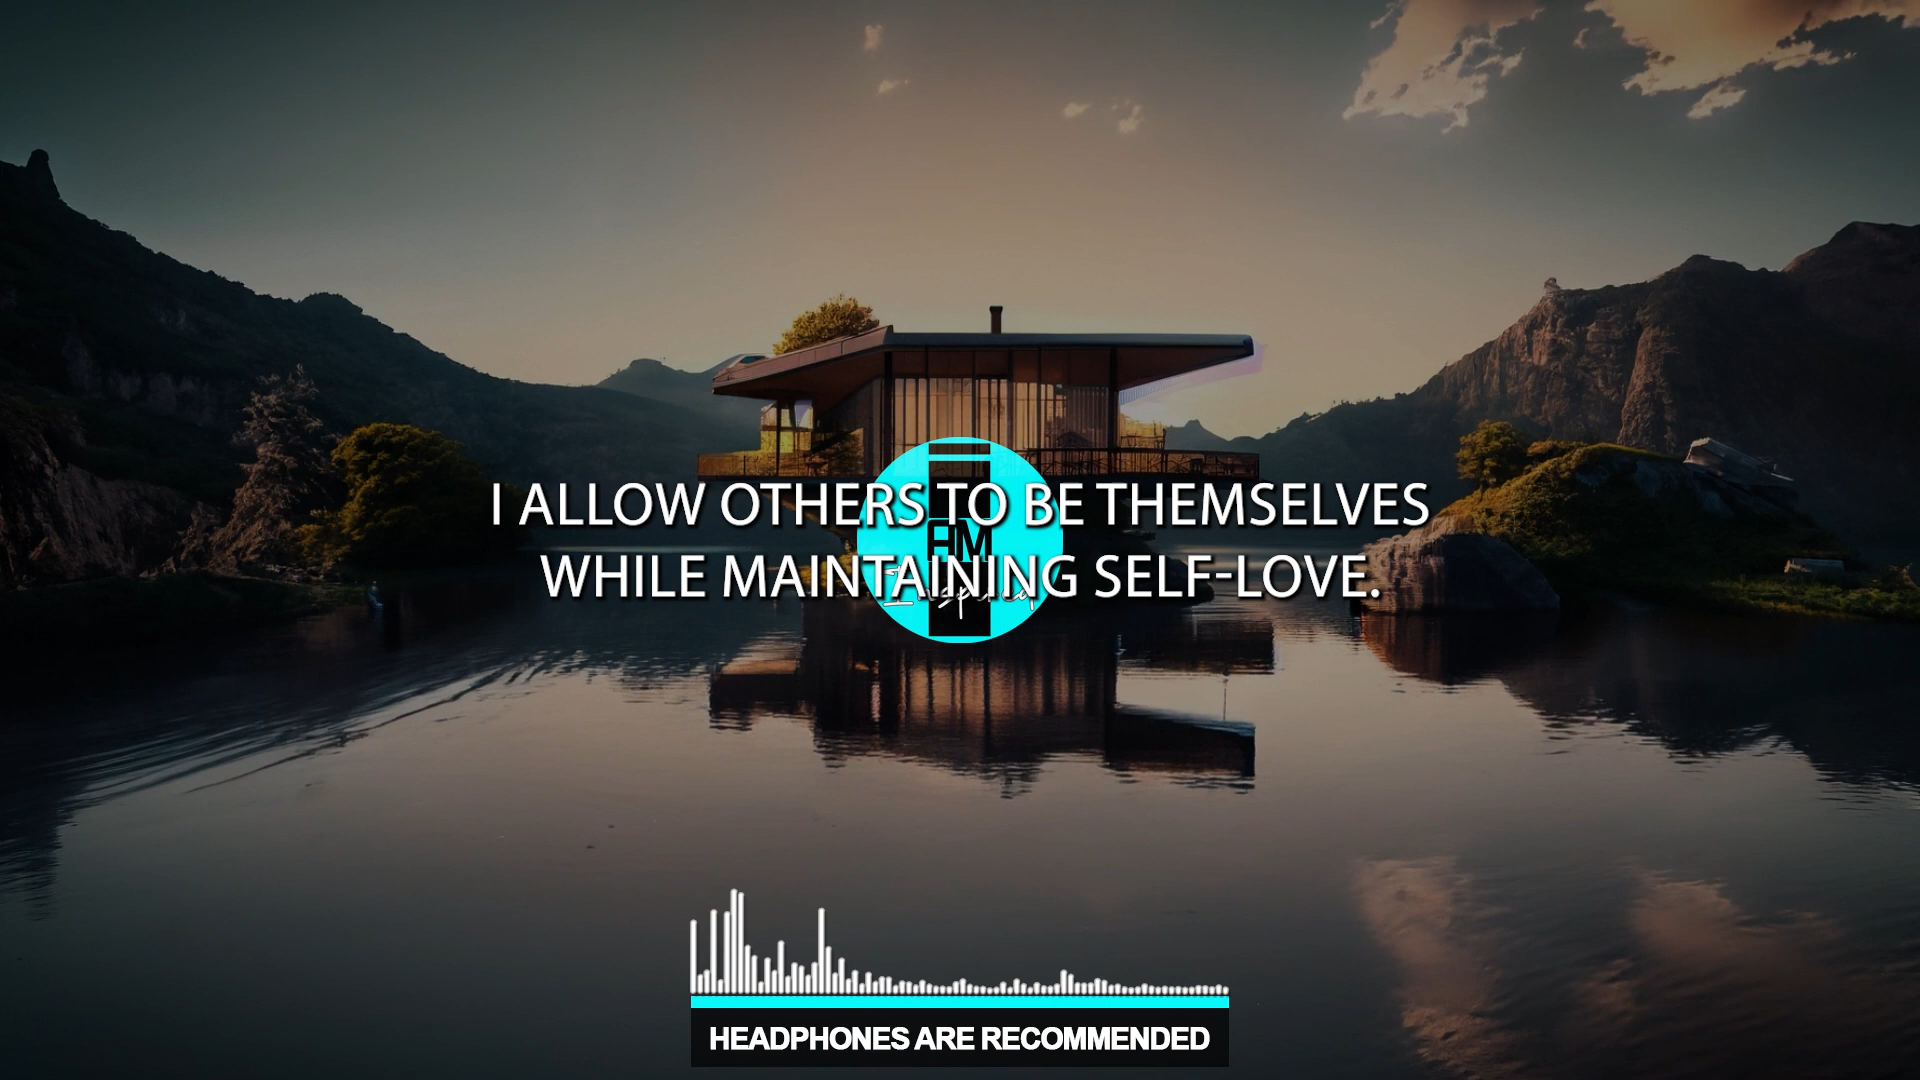 I ALLOW OTHERS TO BE THEMSELVES
WHILE MAINTAINING SELF-LOVE.
HEADPHONES ARE RECOMMENDED